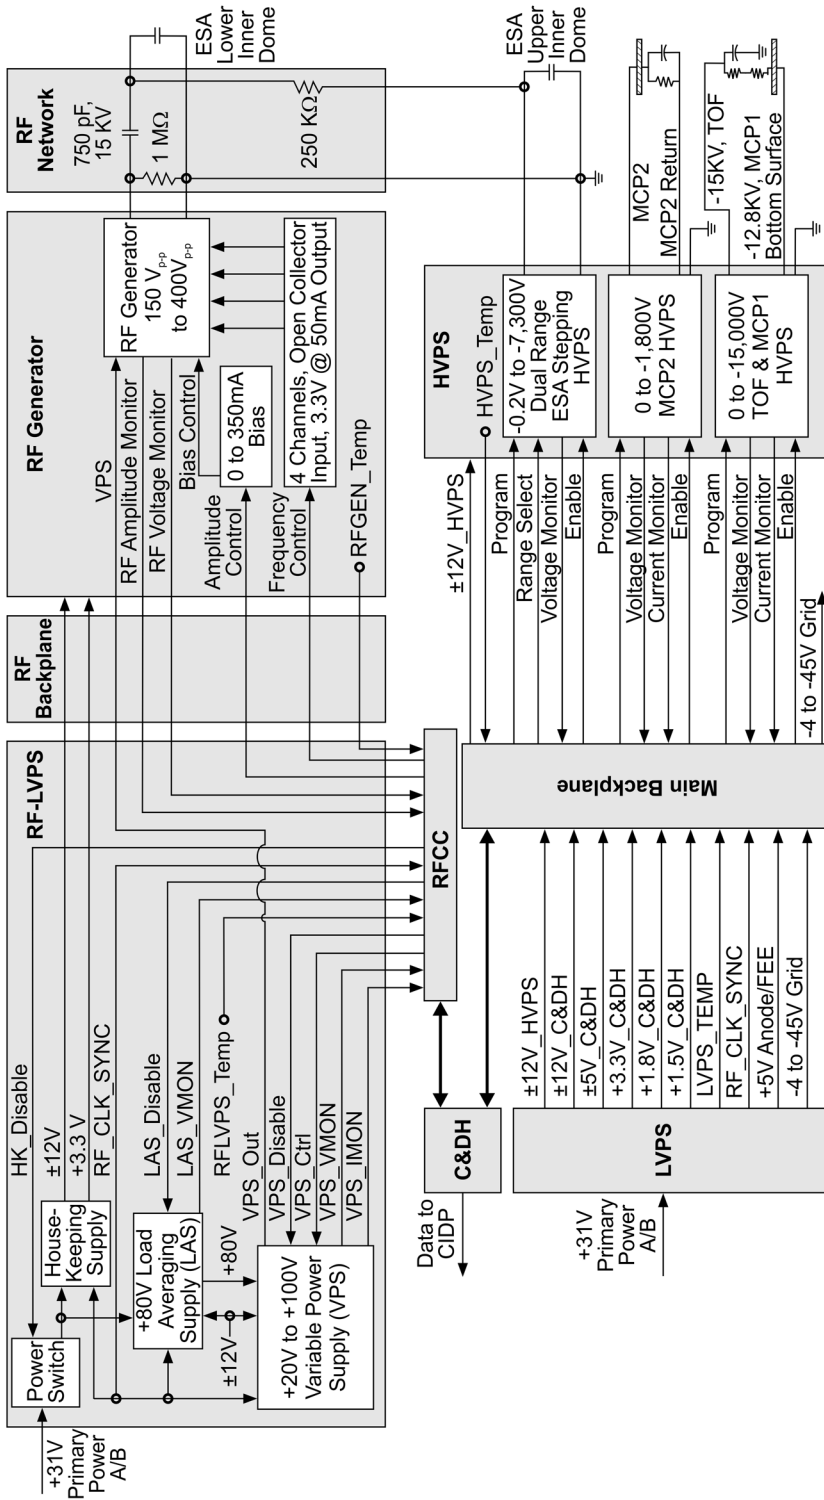 RF-LVPS
+31V
Primary
Power
A/B
Power
Switch
House-
Keeping
Supply
HK_Disable
±12V
+3.3 V
RF_CLK_SYNC
+80V Load
Averaging
Supply (LAS)
LAS_Disable
LAS_VMON
RFLVPS_Temp
±12V
+80V
+20V to +100V
Variable Power
Supply (VPS)
VPS_Out
VPS_Disable
VPS_Ctrl
VPS_VMON
VPS_IMON
RF
Backplane
RF Generator
VPS
RF Amplitude Monitor
RF Voltage Monitor
Bias Control
RF Generator
150 Vp-p
to 400Vp-p
Amplitude
Control
0 to 350mA
Bias
Frequency
Control
4 Channels, Open Collector
Input, 3.3V @ 50mA Output
RFGEN_Temp
RF
Network
750 pF,
15 KV
1 MΩ
250 KΩ
ESA
Lower
Inner
Dome
ESA
Upper
Inner
Dome
RFCC
C&DH
Data to
CIDP
Main Backplane
LVPS
+31V
Primary
Power
A/B
±12V_HVPS
±12V_C&DH
±5V_C&DH
+3.3V_C&DH
+1.8V_C&DH
+1.5V_C&DH
LVPS_TEMP
RF_CLK_SYNC
+5V Anode/FEE
-4 to -45V Grid
HVPS
±12V_HVPS
HVPS_Temp
Program
Range Select
Voltage Monitor
Enable
-0.2V to -7,300V
Dual Range
ESA Stepping
HVPS
Program
Voltage Monitor
Current Monitor
Enable
0 to -1,800V
MCP2 HVPS
MCP2
MCP2 Return
Program
Voltage Monitor
Current Monitor
Enable
0 to -15,000V
TOF & MCP1
HVPS
-15KV, TOF
-12.8KV, MCP1
Bottom Surface
-4 to -45V Grid